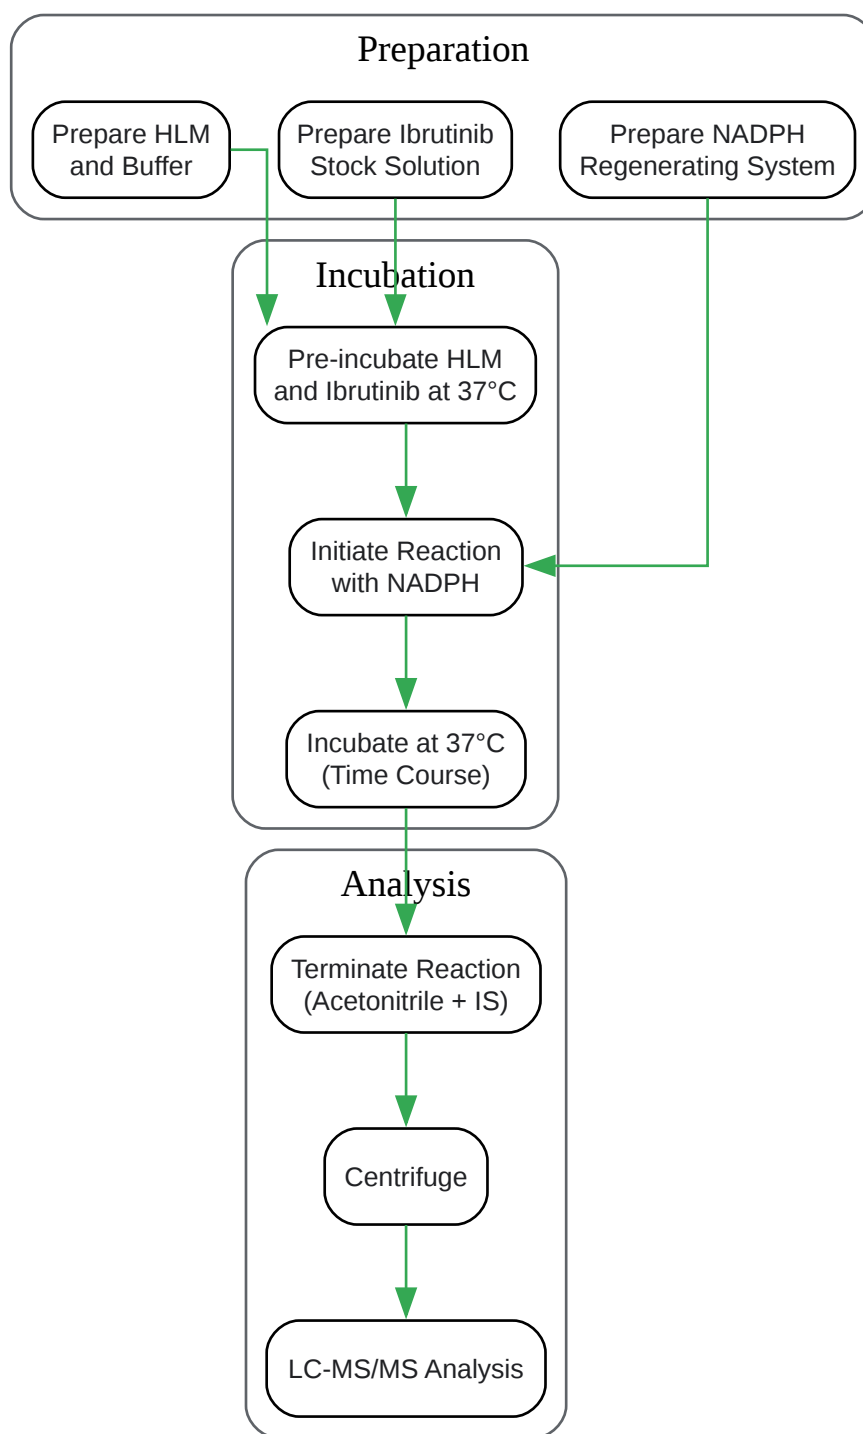 Preparation
Prepare HLM
and Buffer
Prepare Ibrutinib
Stock Solution
Prepare NADPH
Regenerating System
Incubation
Pre-incubate HLM
and Ibrutinib at 37°C
Initiate Reaction
with NADPH
Incubate at 37°C
(Time Course)
Analysis
Terminate Reaction
(Acetonitrile + IS)
Centrifuge
LC-MS/MS Analysis